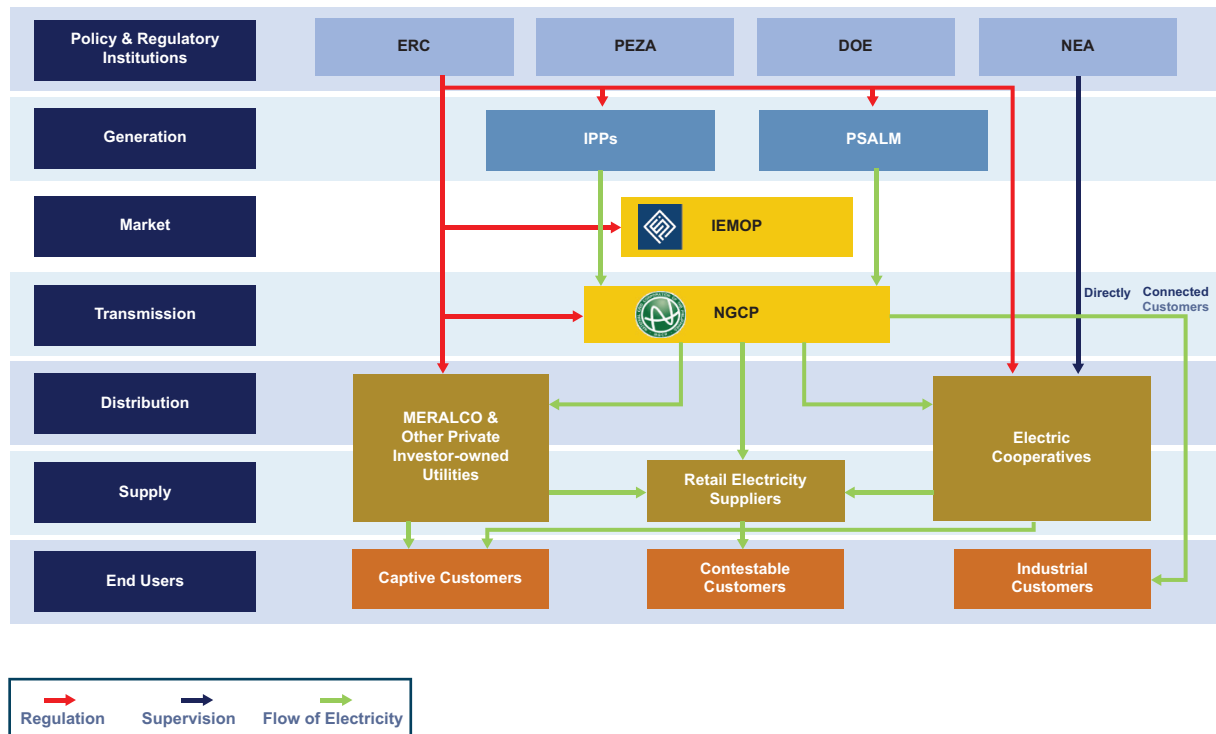 Policy & Regulatory
Institutions
ERC
PEZA
DOE
NEA
Generation
IPPs
PSALM
Market
IEMOP
Transmission
NGCP
Directly Connected
Customers
Distribution
MERALCO &
Other Private
Investor-owned
Utilities
Electric
Cooperatives
Supply
Retail Electricity
Suppliers
End Users
Captive Customers
Contestable
Customers
Industrial
Customers
Regulation
Supervision
Flow of Electricity